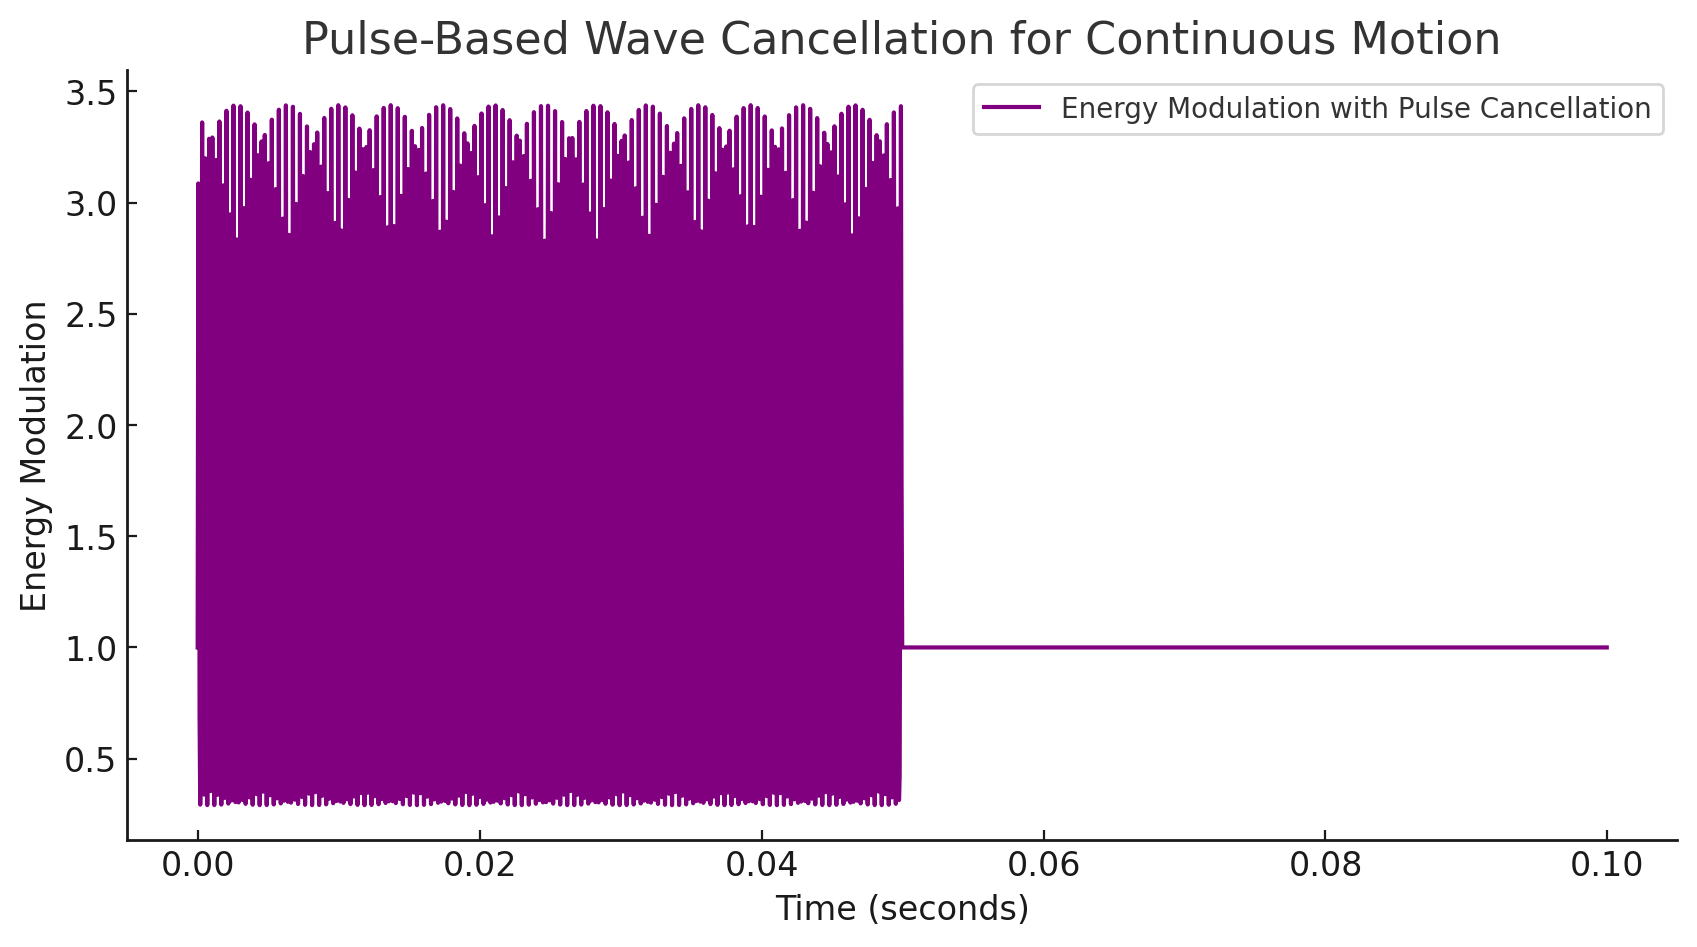 Pulse-Based Wave Cancellation for Continuous Motion
Energy Modulation with Pulse Cancellation
3.5
3.0
2.5
2.0
1.5
1.0
0.5
Energy Modulation
0.00 0.02 0.04 0.06 0.08 0.10
Time (seconds)